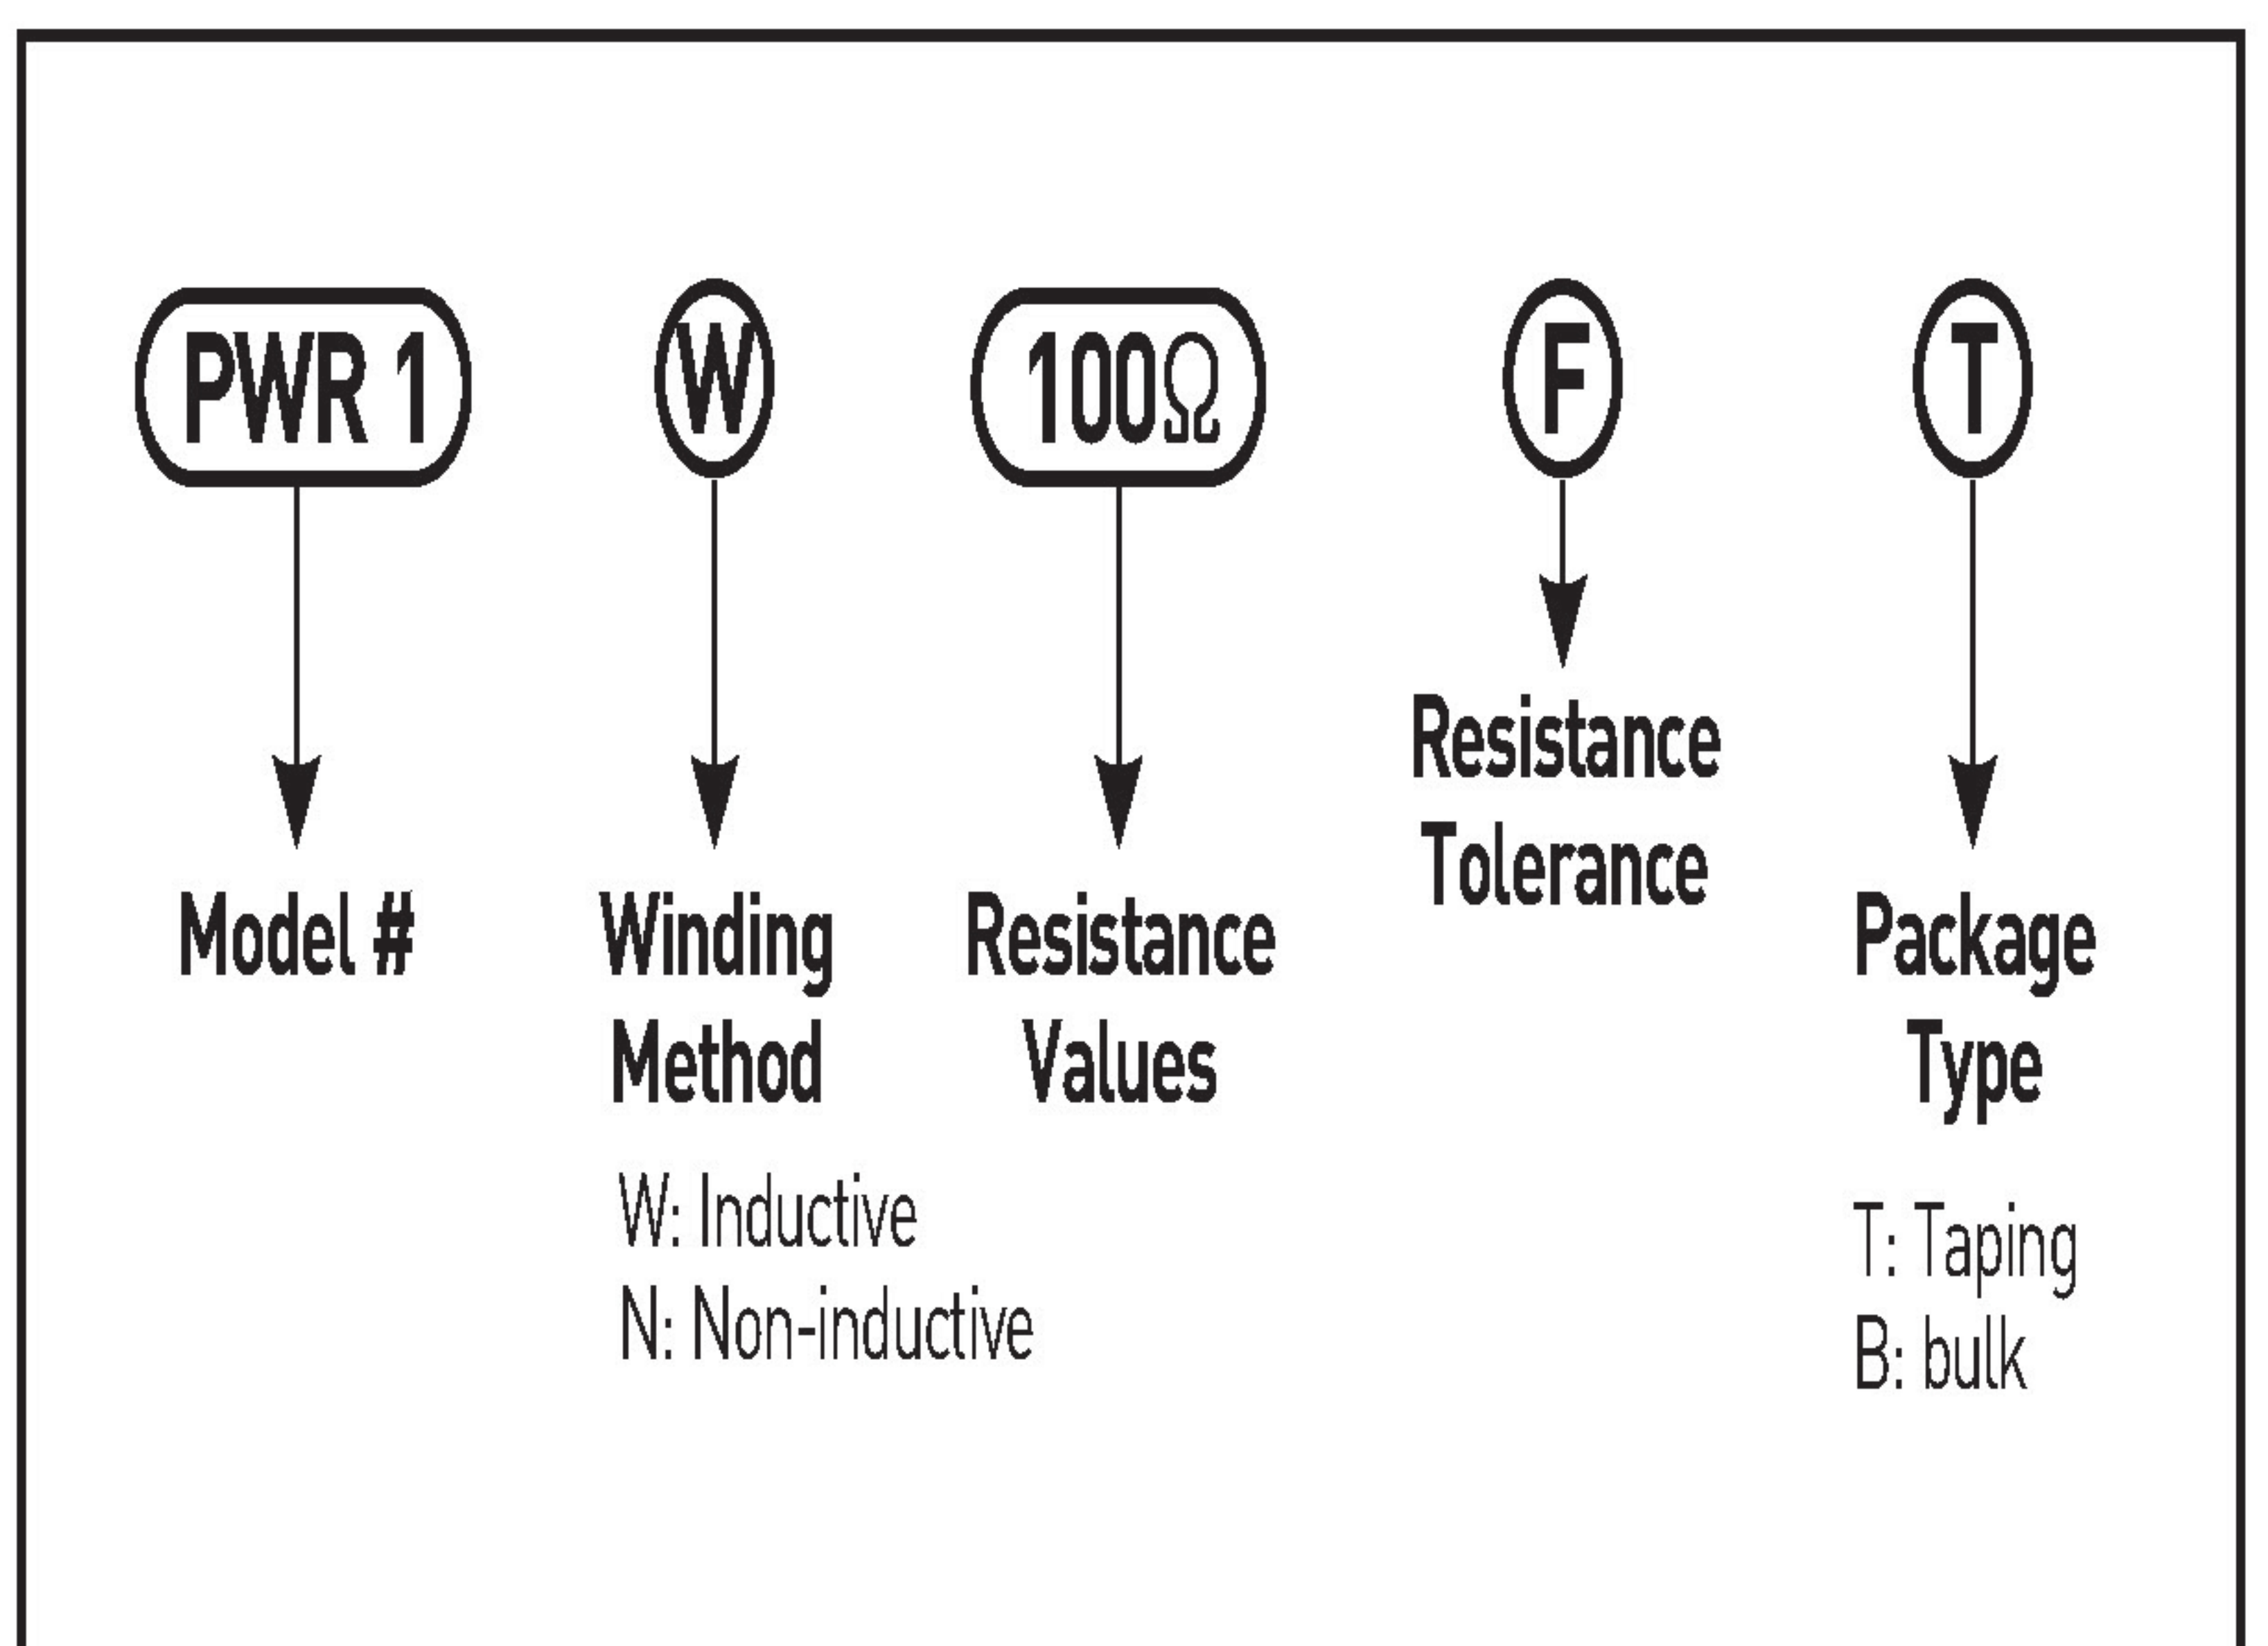 PWR 1 W 100Ω F T
Model #
Winding
Method
W: Inductive
N: Non-inductive
Resistance
Values
Resistance
Tolerance
Package
Type
T: Taping
B: bulk